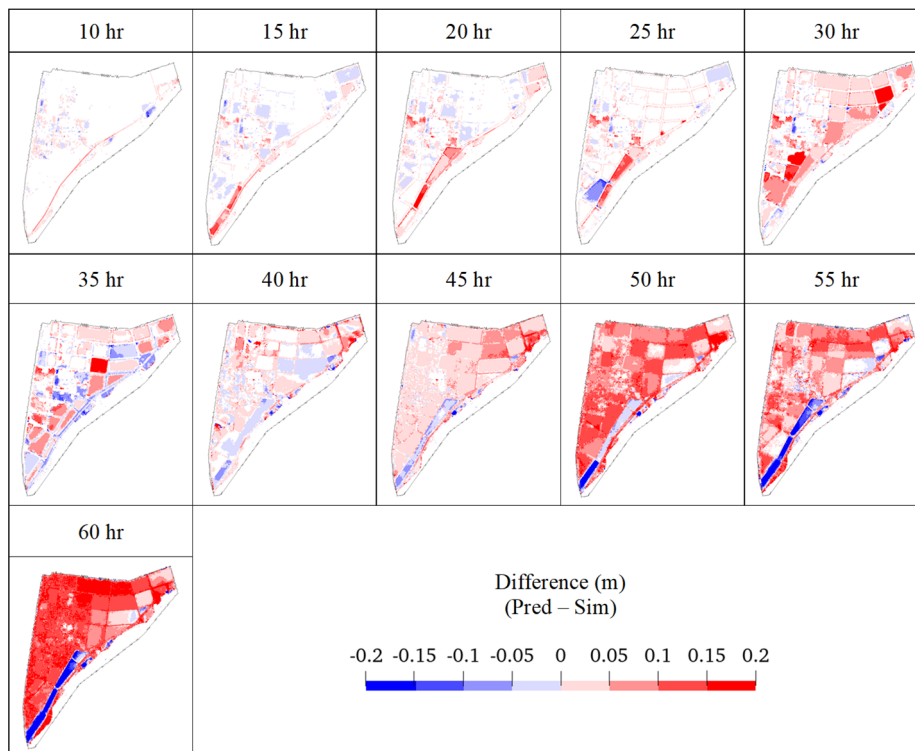 10 hr 15 hr 20 hr 25 hr 30 hr
35 hr 40 hr 45 hr 50 hr 55 hr
60 hr
Difference (m)
(Pred – Sim)
-0.2 -0.15 -0.1 -0.05 0 0.05 0.1 0.15 0.2